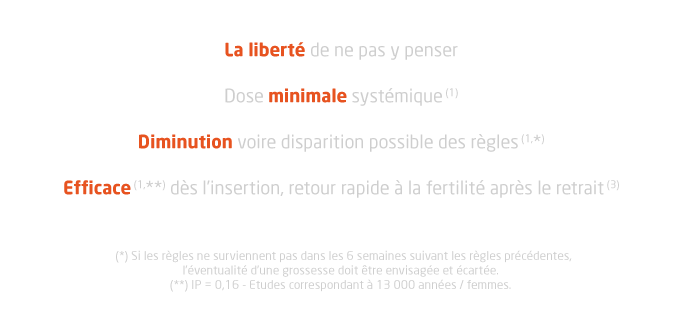 La liberté de ne pas y penser
Dose minimale systémique (1)
Diminution voire disparition possible des règles (1,*)
Efficace (1,**) dès l'insertion, retour rapide à la fertilité après le retrait (3)
(*) Si les règles ne surviennent pas dans les 6 semaines suivant les règles précédentes,
l'éventualité d'une grossesse doit être envisagée et écartée.
(**) IP = 0,16 - Etudes correspondant à 13 000 années / femmes.